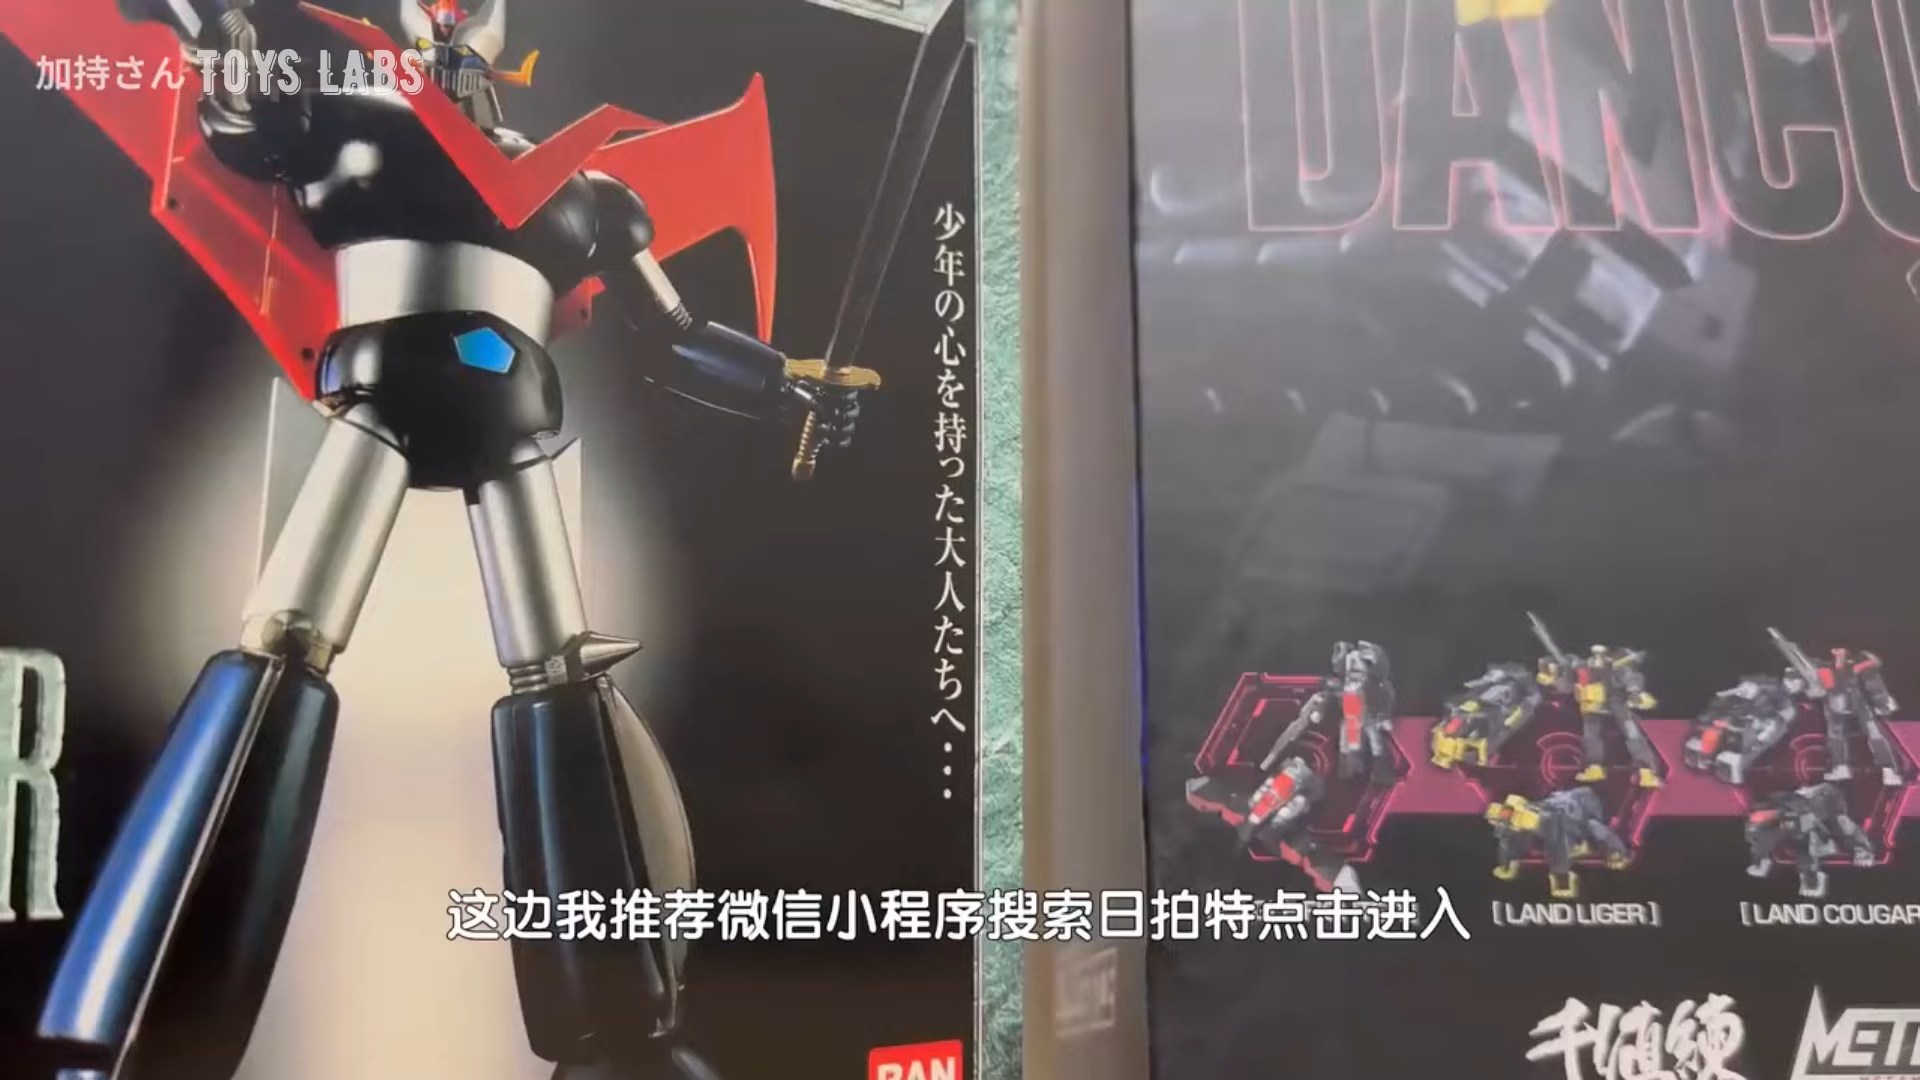 加持さん TOYS LABS
少年の心を持った大人たちへ・・・
R
BAN
DANCO
[LAND LIGER]
[LAND COUGAR
千値練
META
这边我推荐微信小程序搜索日拍特点击进入